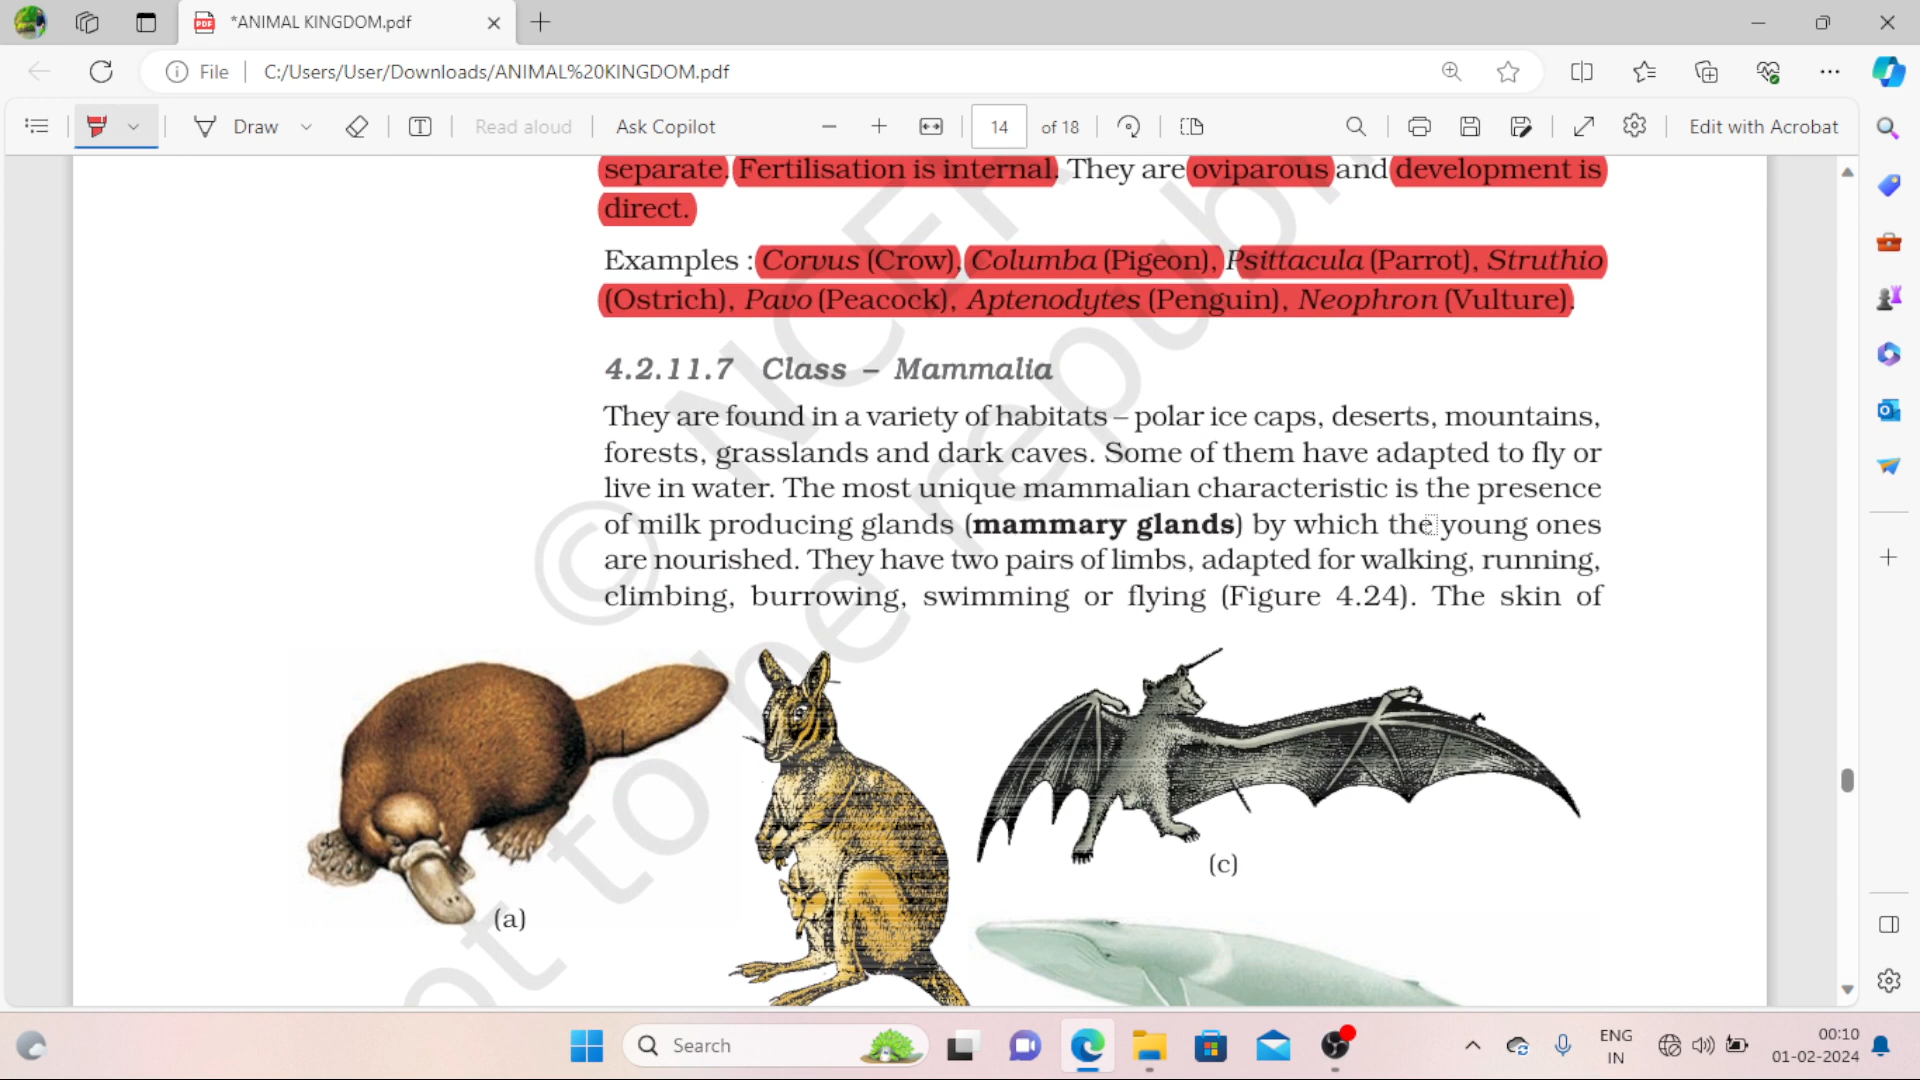 *ANIMAL KINGDOM.pdf
File C:/Users/User/Downloads/ANIMAL%20KINGDOM.pdf
Draw Read aloud Ask Copilot 14 of 18 Edit with Acrobat
separate. Fertilisation is internal. They are oviparous and development is
direct.
Examples : Corvus (Crow), Columba (Pigeon), Psittacula (Parrot), Struthio
(Ostrich), Pavo (Peacock), Aptenodytes (Penguin), Neophron (Vulture).
4.2.11.7 Class – Mammalia
They are found in a variety of habitats – polar ice caps, deserts, mountains,
forests, grasslands and dark caves. Some of them have adapted to fly or
live in water. The most unique mammalian characteristic is the presence
of milk producing glands (mammary glands) by which the young ones
are nourished. They have two pairs of limbs, adapted for walking, running,
climbing, burrowing, swimming or flying (Figure 4.24). The skin of
(c)
(a)
Search
ENG
IN
00:10
01-02-2024